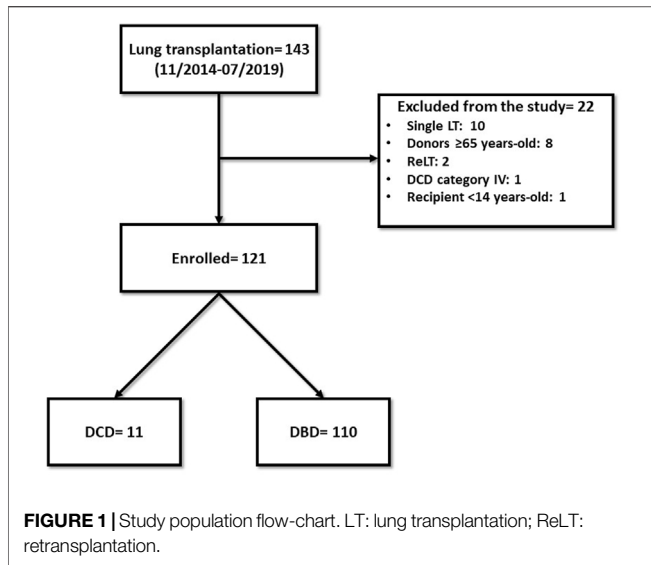 Lung transplantation= 143
(11/2014-07/2019)
Excluded from the study= 22
• Single LT: 10
• Donors ≥65 years-old: 8
• ReLT: 2
• DCD category IV: 1
• Recipient <14 years-old: 1
Enrolled= 121
DCD= 11
DBD= 110
FIGURE 1 | Study population flow-chart. LT: lung transplantation; ReLT:
retransplantation.